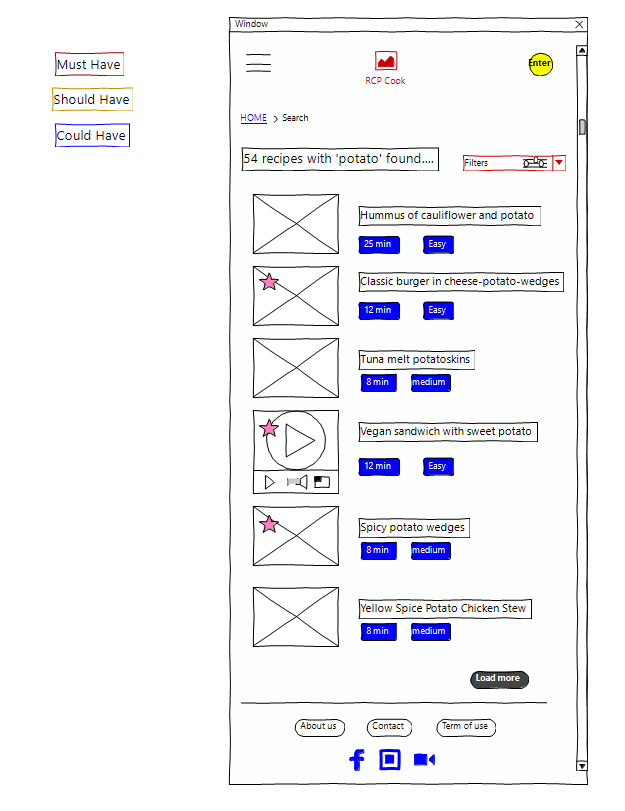 Window
Must Have
Should Have
Could Have
Enter
RCP Cook
HOME > Search
54 recipes with 'potato' found....
Filters
Hummus of cauliflower and potato
25 min Easy
Classic burger in cheese-potato-wedges
12 min Easy
Tuna melt potatoskins
8 min medium
Vegan sandwich with sweet potato
12 min Easy
Spicy potato wedges
8 min medium
Yellow Spice Potato Chicken Stew
8 min medium
Load more
About us Contact Term of use